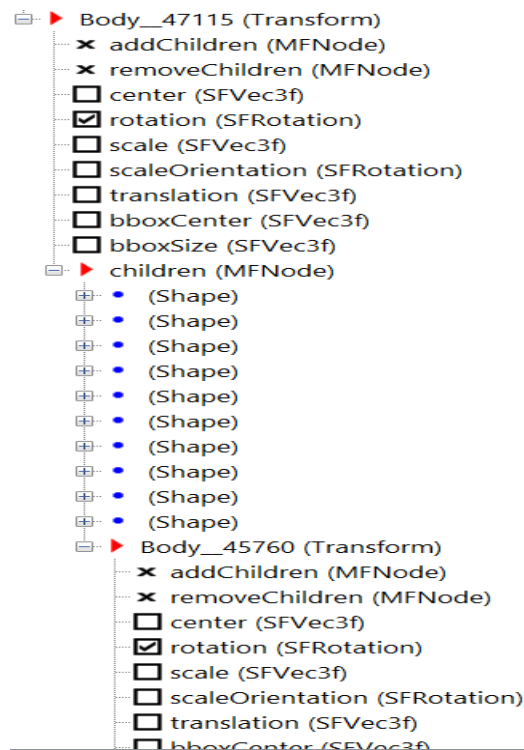 Body__47115 (Transform)
addChildren (MFNode)
removeChildren (MFNode)
center (SFVec3f)
rotation (SFRotation)
scale (SFVec3f)
scaleOrientation (SFRotation)
translation (SFVec3f)
bboxCenter (SFVec3f)
bboxSize (SFVec3f)
children (MFNode)
(Shape)
(Shape)
(Shape)
(Shape)
(Shape)
(Shape)
(Shape)
(Shape)
(Shape)
(Shape)
Body__45760 (Transform)
addChildren (MFNode)
removeChildren (MFNode)
center (SFVec3f)
rotation (SFRotation)
scale (SFVec3f)
scaleOrientation (SFRotation)
translation (SFVec3f)
bboxCenter (SFVec3f)